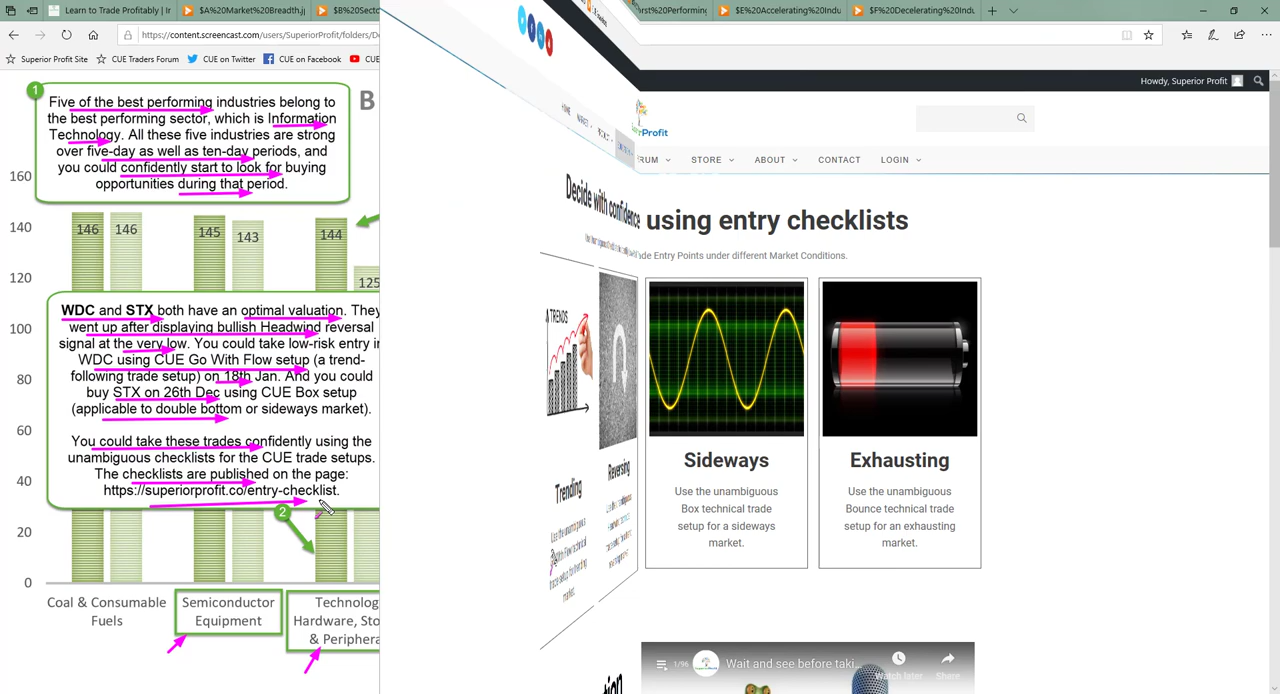 Learn to Trade Profitably | Ir
$A%20Market%20Breadth.j
$B%20Secto
orst%20Performing
$E%20Accelerating%20Indu
$F%20Decelerating%20Indu
https://content.screencast.com/users/SuperiorProfit/folders/De
Superior Profit Site
CUE Traders Forum
CUE on Twitter
CUE on Facebook
CUE
Howdy, Superior Profit
rProfit
RUM
STORE
ABOUT
CONTACT
LOGIN
1
Five of the best performing industries belong to
the best performing sector, which is Information
Technology. All these five industries are strong
over five-day as well as ten-day periods, and
you could confidently start to look for buying
opportunities during that period.
B
160
140
120
100
80
60
40
20
0
146
146
145
143
144
125
WDC and STX both have an optimal valuation. They
went up after displaying bullish Headwind reversal
signal at the very low. You could take low-risk entry in
WDC using CUE Go With Flow setup (a trend-
following trade setup) on 18th Jan. And you could
buy STX on 26th Dec using CUE Box setup
(applicable to double bottom or sideways market).
You could take these trades confidently using the
unambiguous checklists for the CUE trade setups.
The checklists are published on the page:
https://superiorprofit.co/entry-checklist.
2
Coal & Consumable
Fuels
Semiconductor
Equipment
Technolog
Hardware, Sto
& Periphera
Decide with confidence using entry checklists
de Entry Points under different Market Conditions.
TRENDS
Trending
Reversing
Sideways
Use the unambiguous
Box technical trade
setup for a sideways
market.
Exhausting
Use the unambiguous
Bounce technical trade
setup for an exhausting
market.
1/96
Wait and see before taki...
Watch later
Share